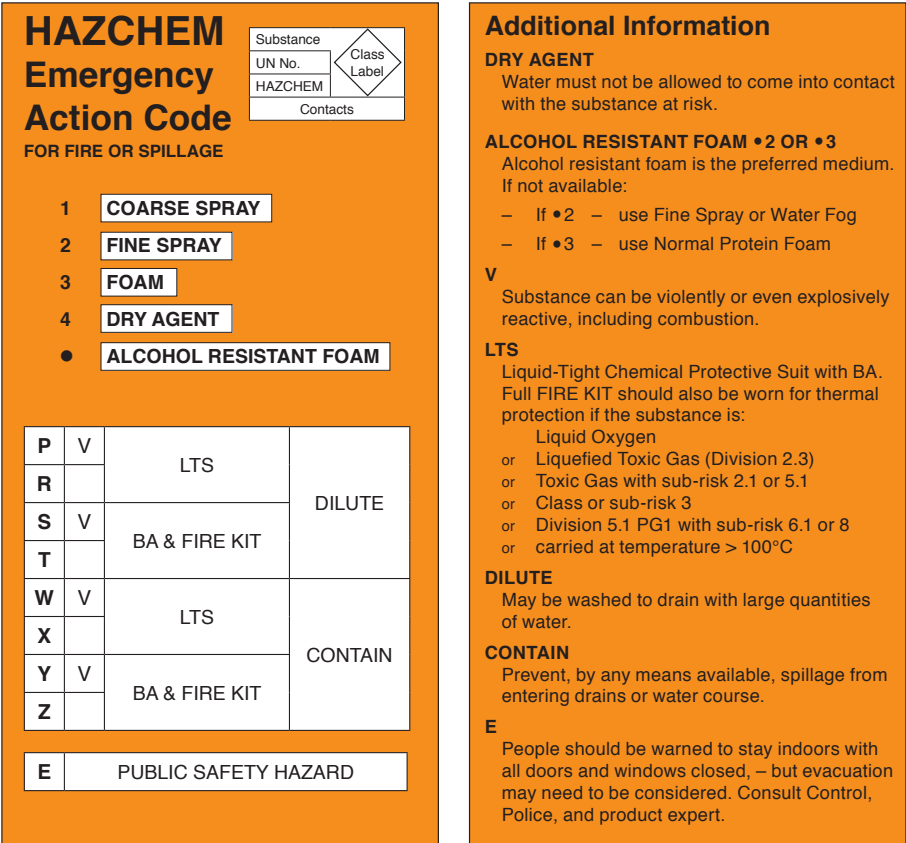 HAZCHEM
Emergency
Action Code
FOR FIRE OR SPILLAGE
Substance
UN No.
HAZCHEM
Class
Label
Contacts
1 COARSE SPRAY
2 FINE SPRAY
3 FOAM
4 DRY AGENT
● ALCOHOL RESISTANT FOAM
P V
LTS
R
DILUTE
S V
BA & FIRE KIT
T
W V
LTS
X
CONTAIN
Y V
BA & FIRE KIT
Z
E PUBLIC SAFETY HAZARD
Additional Information
DRY AGENT
Water must not be allowed to come into contact
with the substance at risk.
ALCOHOL RESISTANT FOAM •2 OR •3
Alcohol resistant foam is the preferred medium.
If not available:
– If •2 – use Fine Spray or Water Fog
– If •3 – use Normal Protein Foam
V
Substance can be violently or even explosively
reactive, including combustion.
LTS
Liquid-Tight Chemical Protective Suit with BA.
Full FIRE KIT should also be worn for thermal
protection if the substance is:
Liquid Oxygen
or Liquefied Toxic Gas (Division 2.3)
or Toxic Gas with sub-risk 2.1 or 5.1
or Class or sub-risk 3
or Division 5.1 PG1 with sub-risk 6.1 or 8
or carried at temperature > 100°C
DILUTE
May be washed to drain with large quantities
of water.
CONTAIN
Prevent, by any means available, spillage from
entering drains or water course.
E
People should be warned to stay indoors with
all doors and windows closed, – but evacuation
may need to be considered. Consult Control,
Police, and product expert.